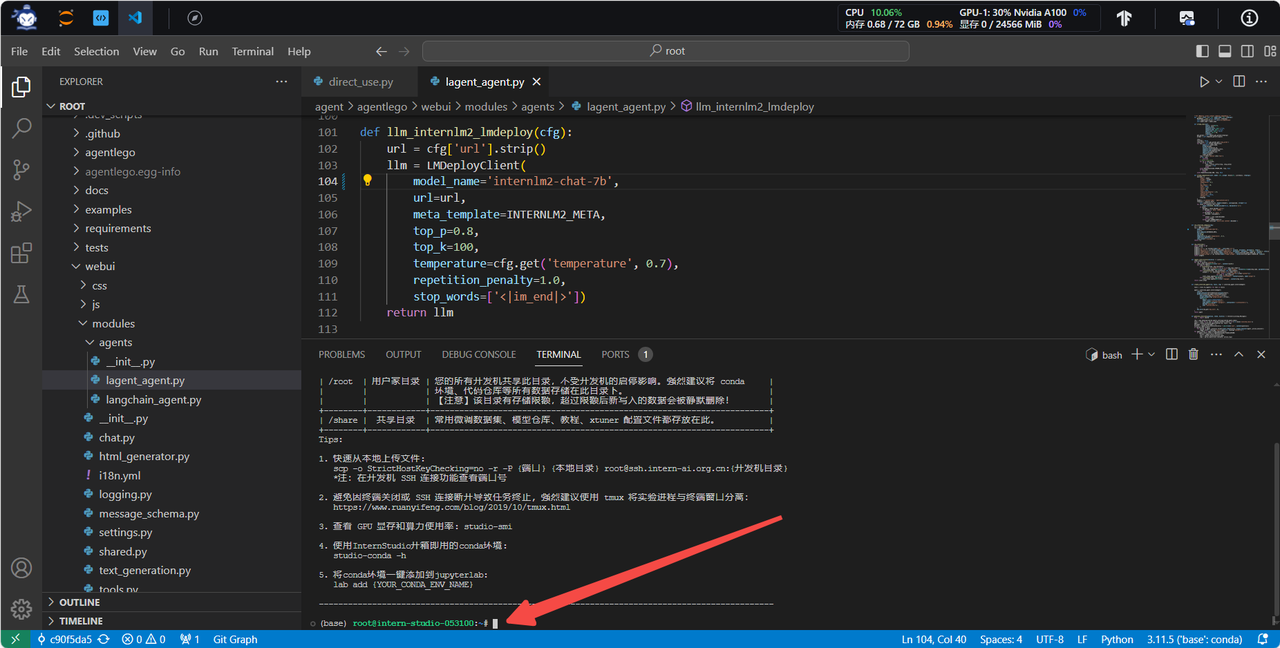 CPU 10.06% GPU-1: 30% Nvidia A100 0%
内存 0.68 / 72 GB 0.94% 显存 0 / 24566 MiB 0%
File Edit Selection View Go Run Terminal Help
root
EXPLORER
ROOT
.dev_scripts
.github
agentlego
agentlego.egg-info
docs
examples
requirements
tests
webui
css
js
modules
agents
__init__.py
lagent_agent.py
langchain_agent.py
__init__.py
chat.py
html_generator.py
! i18n.yml
logging.py
message_schema.py
settings.py
shared.py
text_generation.py
tools.py
OUTLINE
TIMELINE
direct_use.py
lagent_agent.py
agent > agentlego > webui > modules > agents > lagent_agent.py > llm_internlm2_lmdeploy
100
101 def llm_internlm2_lmdeploy(cfg):
102 url = cfg['url'].strip()
103 llm = LMDeployClient(
104 model_name='internlm2-chat-7b',
105 url=url,
106 meta_template=INTERNLM2_META,
107 top_p=0.8,
108 top_k=100,
109 temperature=cfg.get('temperature', 0.7),
110 repetition_penalty=1.0,
111 stop_words=['<|im_end|>'])
112 return llm
113
PROBLEMS OUTPUT DEBUG CONSOLE TERMINAL PORTS 1
bash
| /root | 用户家目录 | 您的所有开发机共享此目录，不受开发机的启停影响。强烈建议将 conda |
| | | 环境、代码仓库等所有数据存储在此目录下。 |
| | | 【注意】该目录有存储限额，超过限额后新写入的数据会被静默删除! |
| /share | 共享目录 | 常用微调数据集、模型仓库、教程、xtuner 配置文件都存放在此。 |
Tips:
1. 快速从本地上传文件:
scp -o StrictHostKeyChecking=no -r -P {端口} {本地目录} root@ssh.intern-ai.org.cn:{开发机目录}
*注: 在开发机 SSH 连接功能查看端口号
2. 避免因终端关闭或 SSH 连接断开导致任务终止，强烈建议使用 tmux 将实验进程与终端窗口分离:
https://www.ruanyifeng.com/blog/2019/10/tmux.html
3. 查看 GPU 显存和算力使用率: studio-smi
4. 使用InternStudio开箱即用的conda环境:
studio-conda -h
5. 将conda环境一键添加到jupyterlab:
lab add {YOUR_CONDA_ENV_NAME}
(base) root@intern-studio-053100:~#
c90f5da5 0 0 1 Git Graph
Ln 104, Col 40 Spaces: 4 UTF-8 LF Python 3.11.5 ('base': conda)